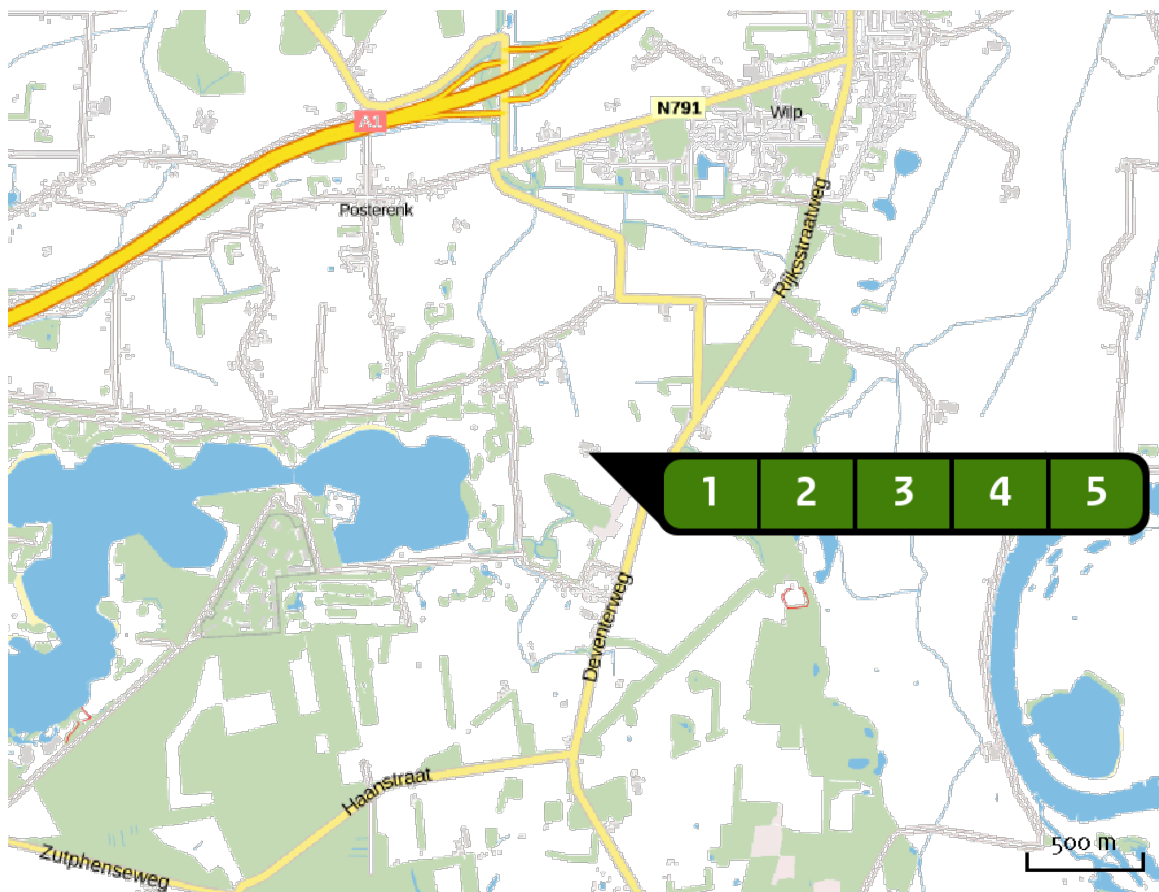 N791
Wilp
A1
Posterenk
Rijksstraatweg
1 2 3 4 5
Deventerweg
Haanstraat
500 m
Zutphenseweg